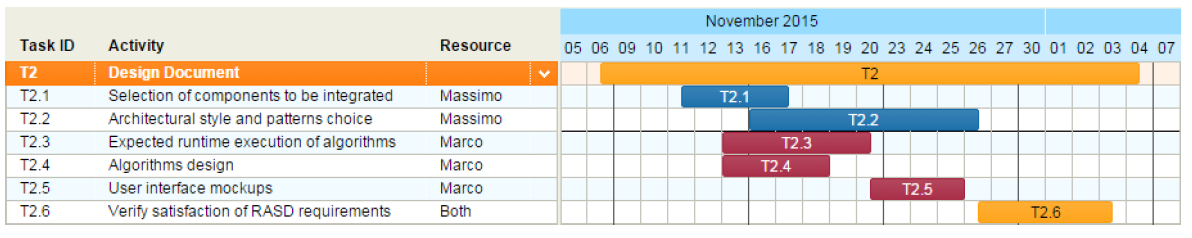 November 2015
Task ID Activity Resource 05 06 09 10 11 12 13 16 17 18 19 20 23 24 25 26 27 30 01 02 03 04 07
T2 Design Document T2
T2.1 Selection of components to be integrated Massimo T2.1
T2.2 Architectural style and patterns choice Massimo T2.2
T2.3 Expected runtime execution of algorithms Marco T2.3
T2.4 Algorithms design Marco T2.4
T2.5 User interface mockups Marco T2.5
T2.6 Verify satisfaction of RASD requirements Both T2.6